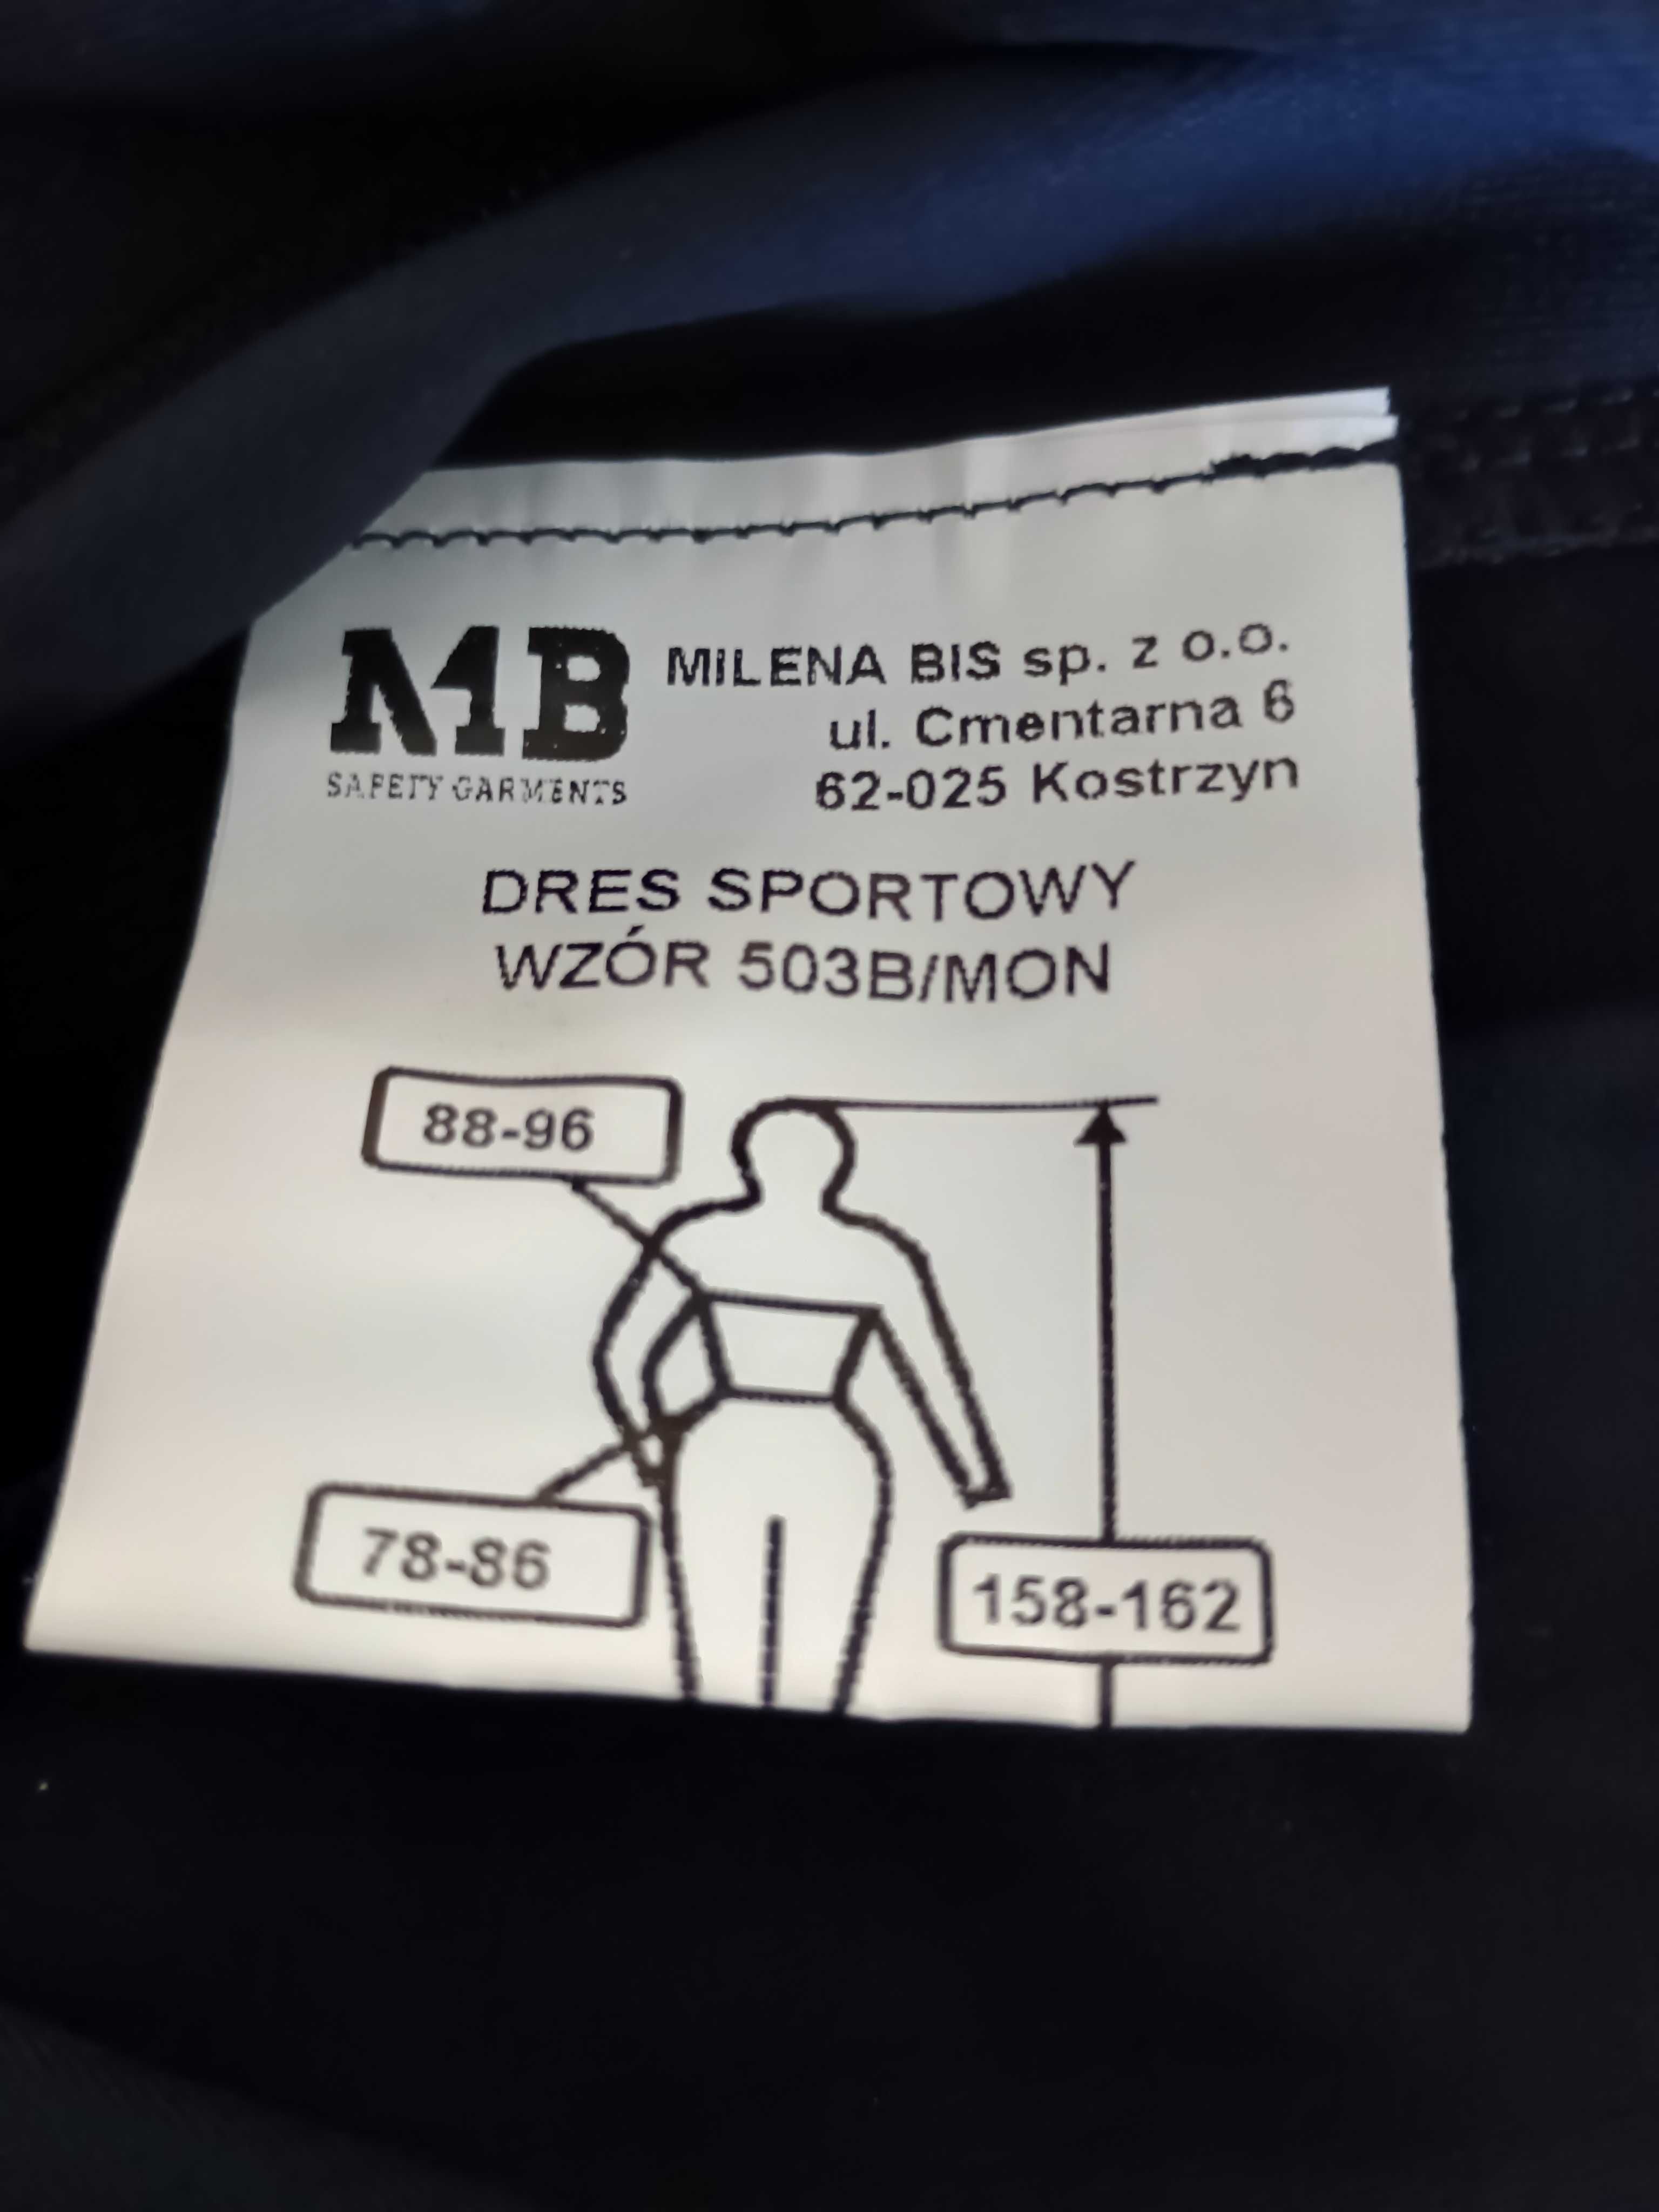 MB
SAFETY GARMENTS
MILENA BIS sp. z o.o.
ul. Cmentarna 6
62-025 Kostrzyn
DRES SPORTOWY
WZÓR 503B/MON
88-96
78-86
158-162